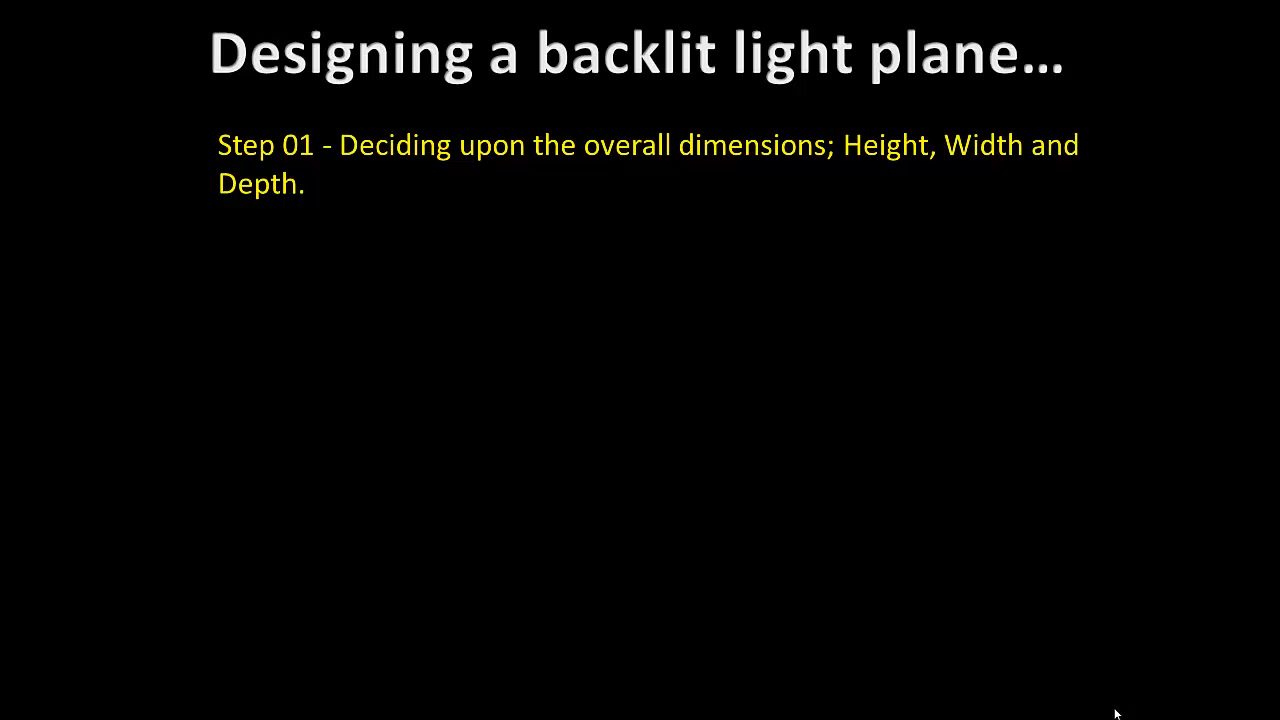 Designing a backlit light plane…
Step 01 - Deciding upon the overall dimensions; Height, Width and
Depth.